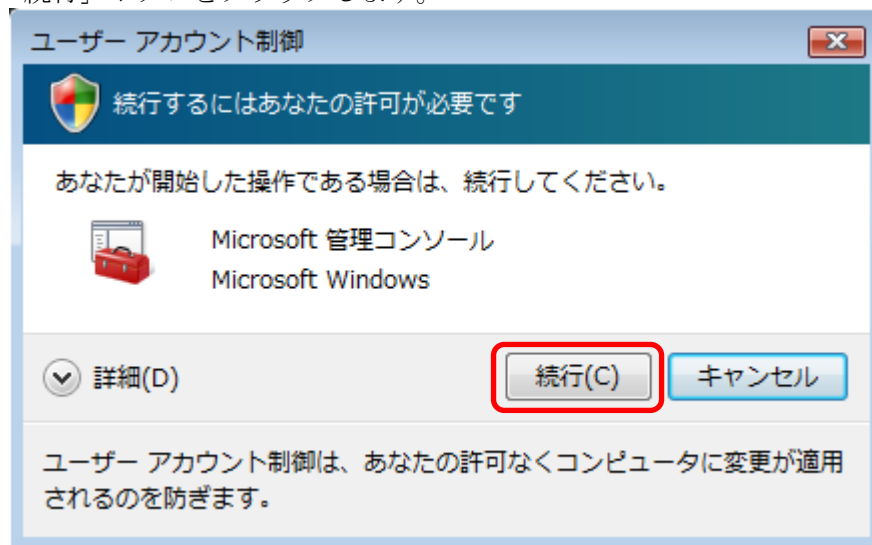 ユーザー アカウント制御
続行するにはあなたの許可が必要です
あなたが開始した操作である場合は、続行してください。
Microsoft 管理コンソール
Microsoft Windows
詳細(D)
続行(C)
キャンセル
ユーザー アカウント制御は、あなたの許可なくコンピュータに変更が適用
されるのを防ぎます。